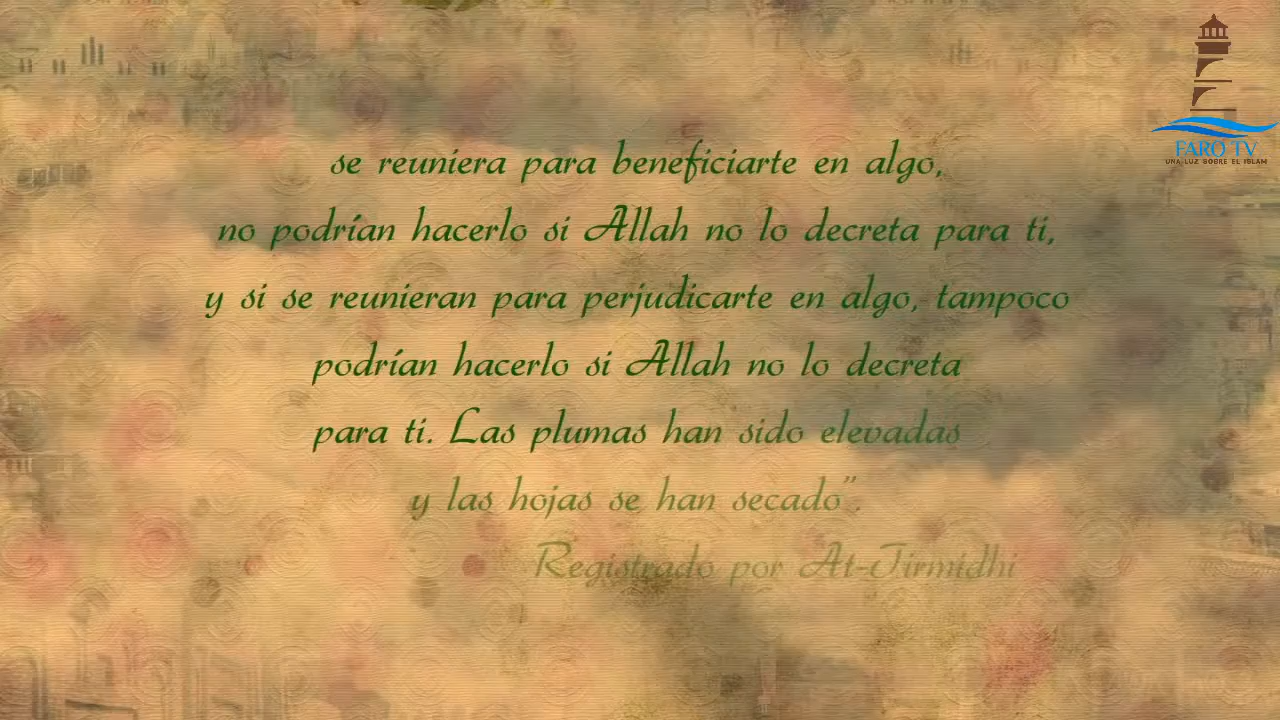 se reuniera para beneficiarte en algo,
no podrían hacerlo si Allah no lo decreta para ti,
y si se reunieran para perjudicarte en algo, tampoco
podrían hacerlo si Allah no lo decreta
para ti. Las plumas han sido elevadas
y las hojas se han secado”.
Registrado por At-Tirmidhi
FARO TV
UNA LUZ SOBRE EL ISLAM